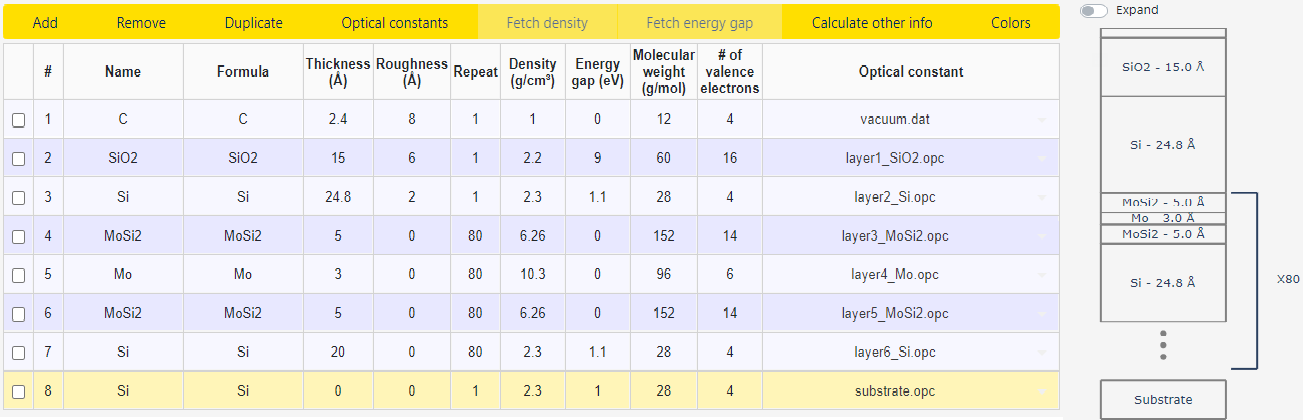 Add Remove Duplicate Optical constants Fetch density Fetch energy gap Calculate other info Colors
# Name Formula Thickness (Å) Roughness (Å) Repeat Density (g/cm³) Energy gap (eV) Molecular weight (g/mol) # of valence electrons Optical constant
1 C C 2.4 8 1 1 0 12 4 vacuum.dat
2 SiO2 SiO2 15 6 1 2.2 9 60 16 layer1_SiO2.opc
3 Si Si 24.8 2 1 2.3 1.1 28 4 layer2_Si.opc
4 MoSi2 MoSi2 5 0 80 6.26 0 152 14 layer3_MoSi2.opc
5 Mo Mo 3 0 80 10.3 0 96 6 layer4_Mo.opc
6 MoSi2 MoSi2 5 0 80 6.26 0 152 14 layer5_MoSi2.opc
7 Si Si 20 0 80 2.3 1.1 28 4 layer6_Si.opc
8 Si Si 0 0 1 2.3 1 28 4 substrate.opc
Expand
SiO2 - 15.0 Å
Si - 24.8 Å
MoSi2 - 5.0 Å
Mo 3.0 Å
MoSi2 - 5.0 Å
Si - 24.8 Å
X80
Substrate